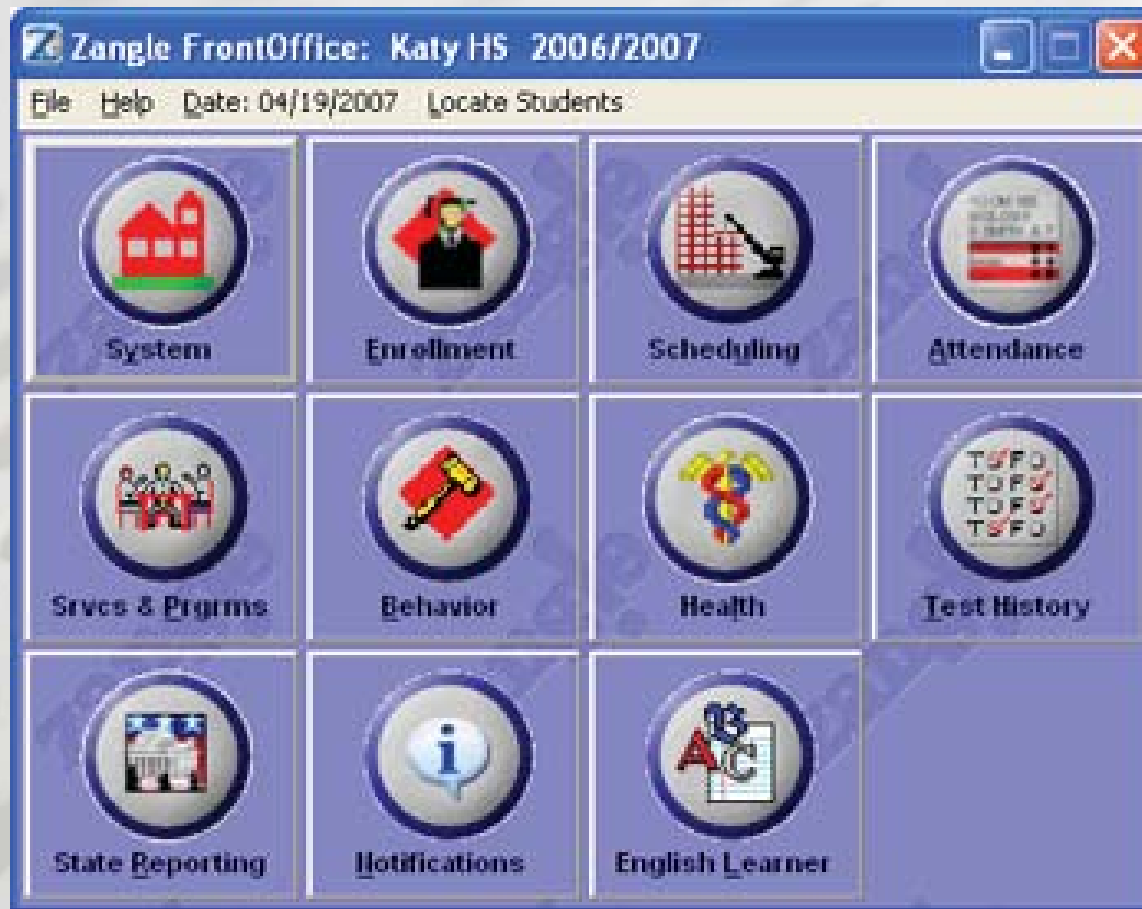 Zangle FrontOffice: Katy HS 2006/2007
File Help Date: 04/19/2007 Locate Students
System Enrollment Scheduling Attendance
Srvcs & Prgrms Behavior Health Test History
State Reporting Notifications English Learner